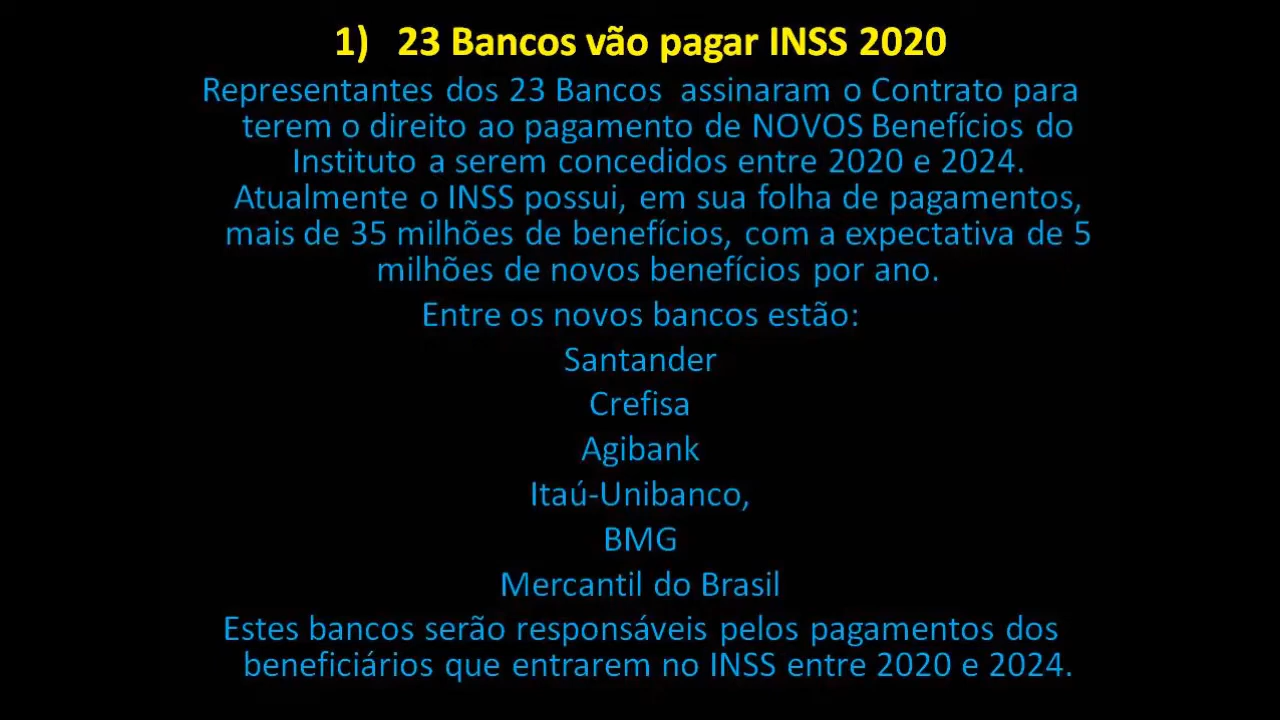 1) 23 Bancos vão pagar INSS 2020
Representantes dos 23 Bancos assinaram o Contrato para
terem o direito ao pagamento de NOVOS Benefícios do
Instituto a serem concedidos entre 2020 e 2024.
Atualmente o INSS possui, em sua folha de pagamentos,
mais de 35 milhões de benefícios, com a expectativa de 5
milhões de novos benefícios por ano.
Entre os novos bancos estão:
Santander
Crefisa
Agibank
Itaú-Unibanco,
BMG
Mercantil do Brasil
Estes bancos serão responsáveis pelos pagamentos dos
beneficiários que entrarem no INSS entre 2020 e 2024.